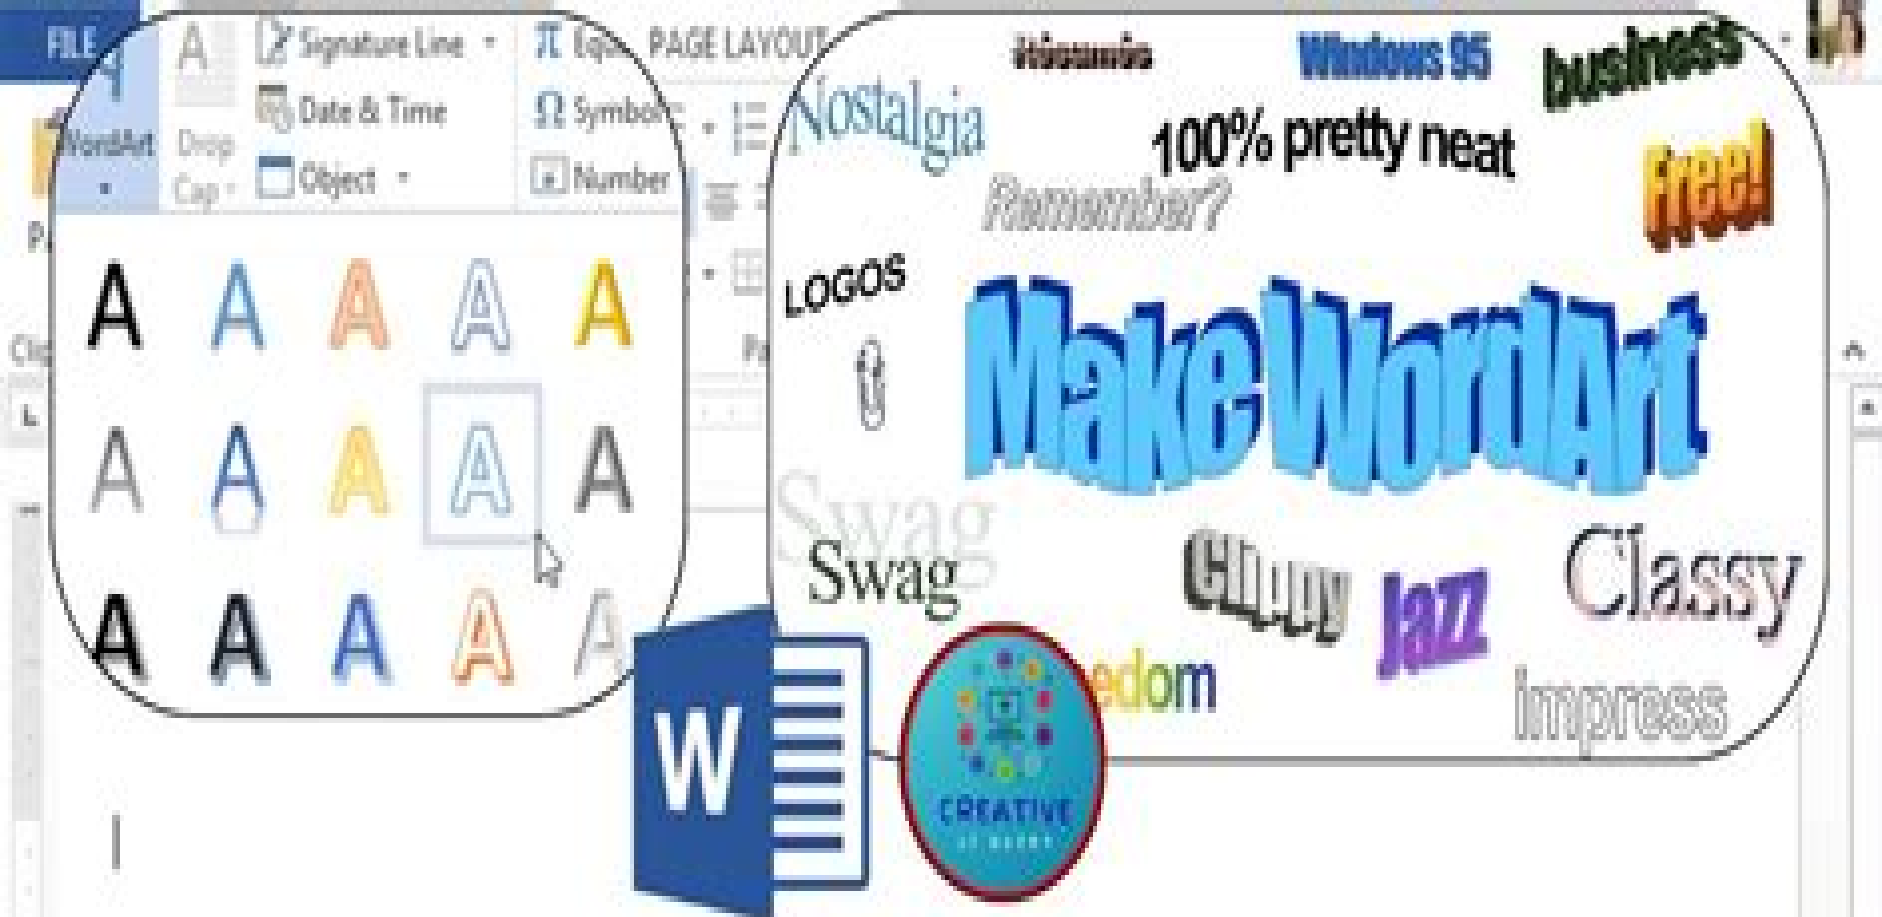 FILE
PAGE LAYOUT
Signature Line
Date & Time
Object
Symbol
Number
WordArt
Drop
Cap
A A A A A
A A A A A
A A A A A
Windows 95
business
Nostalgia
100% pretty neat
Free!
Remember?
LOGOS
Make WordArt
Swag
Swag
Clippy
Jazz
Classy
edom
impress
W
CREATIVE